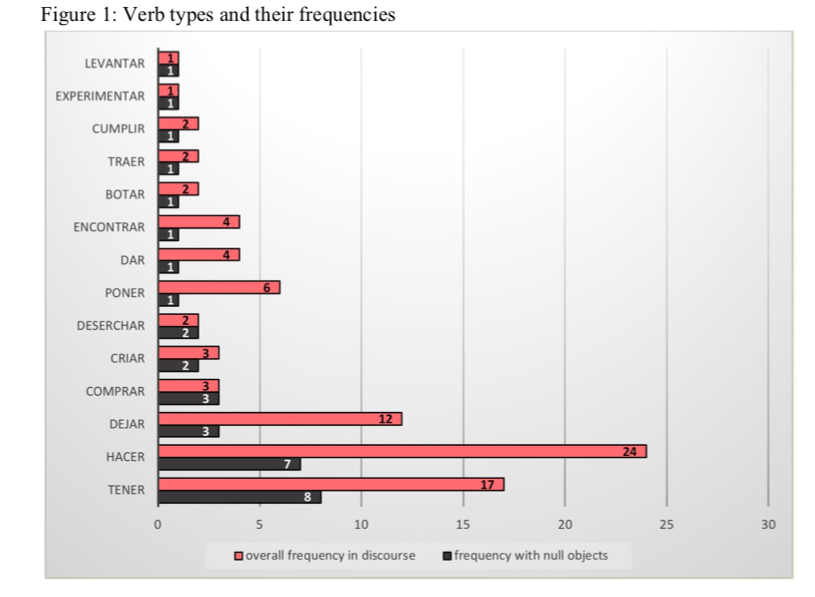 Figure 1: Verb types and their frequencies
LEVANTAR
1
1
EXPERIMENTAR
1
1
CUMPLIR
2
1
TRAER
2
1
BOTAR
2
1
ENCONTRAR
4
1
DAR
4
1
PONER
6
1
DESERCHAR
2
2
CRIAR
3
2
COMPRAR
3
3
DEJAR
12
3
HACER
24
7
TENER
17
8
0 5 10 15 20 25 30
overall frequency in discourse frequency with null objects